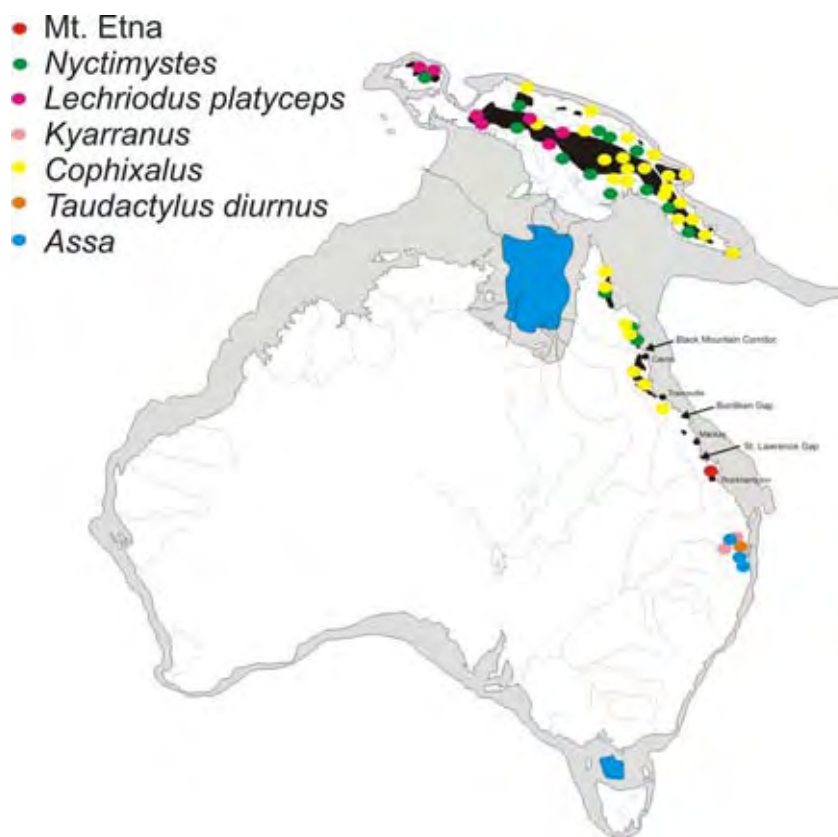 Mt. Etna
Nyctimystes
Lechriodus platyceps
Kyarranus
Cophixalus
Taudactylus diurnus
Assa
Black Mountain Corridor
Cairns
Townsville
Burdikan Gap
Mackay
St. Lawrence Gap
Rockhampton